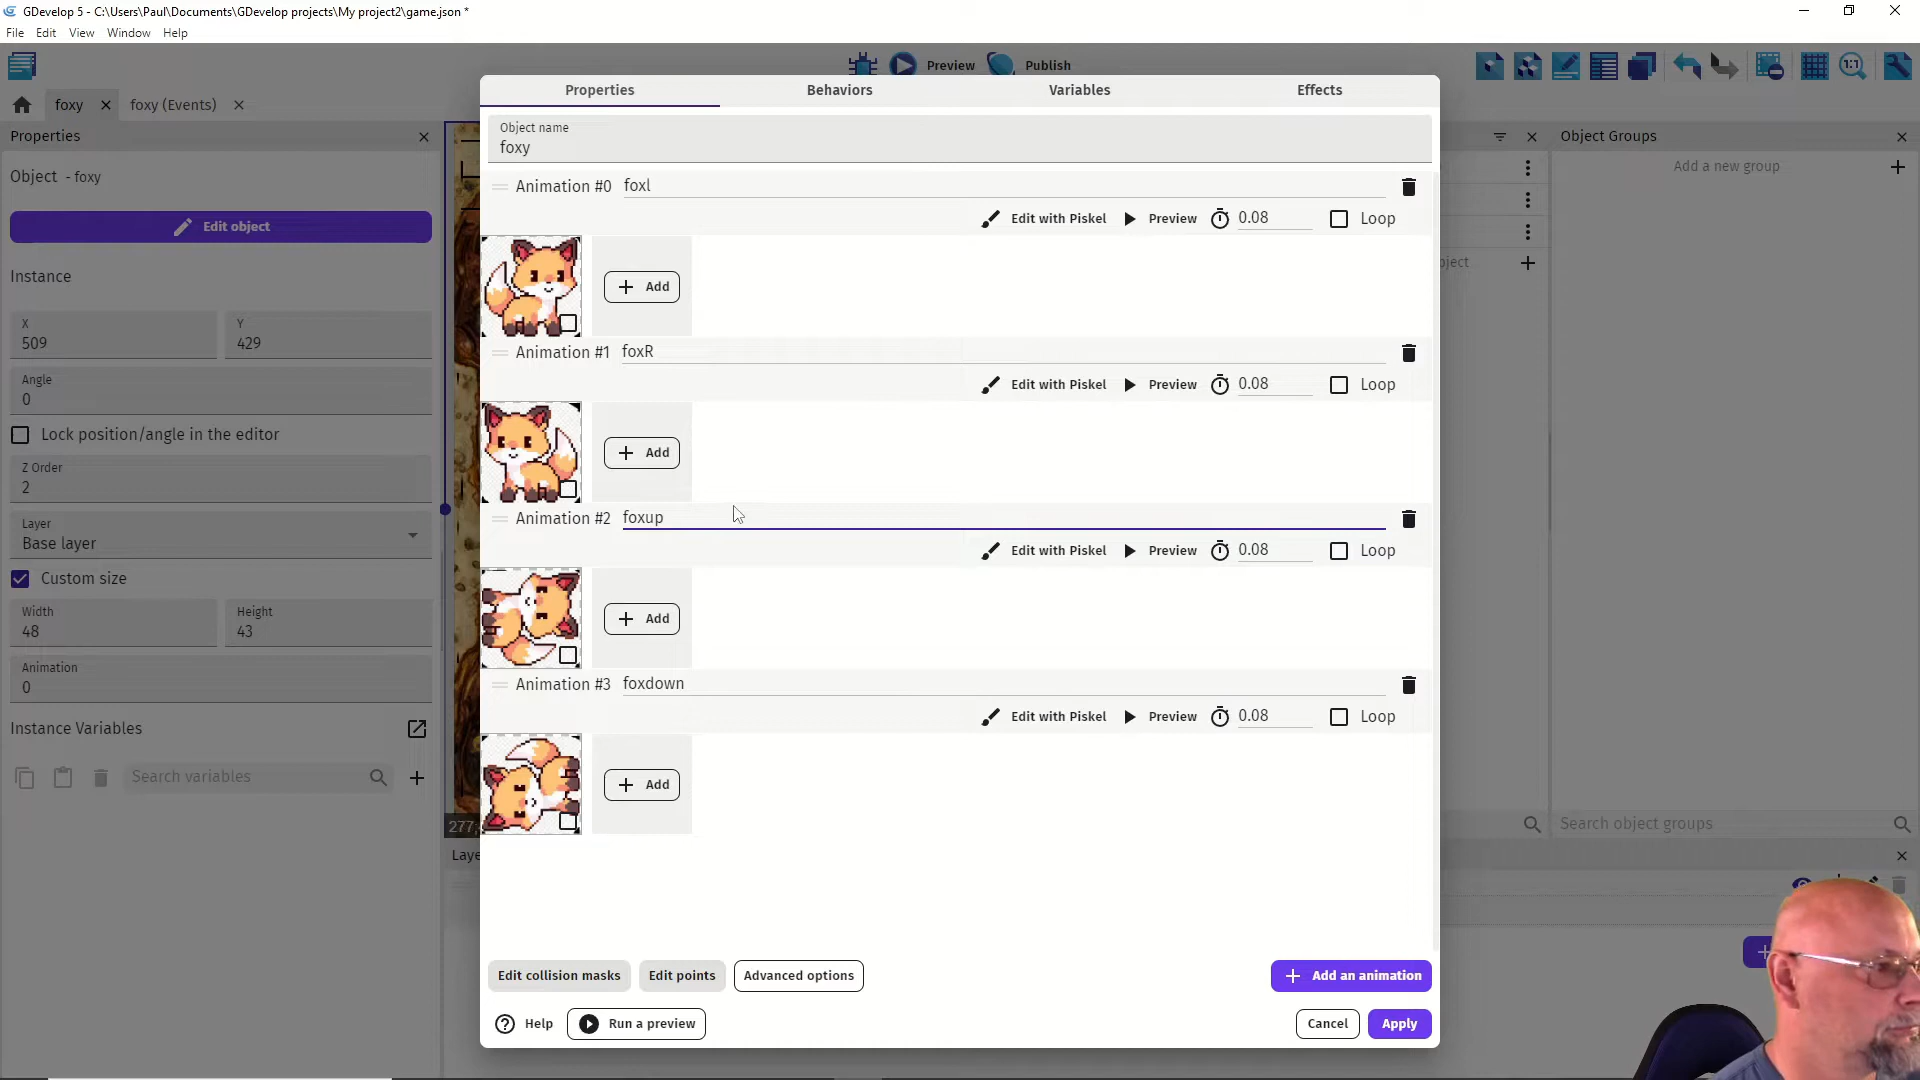 GDevelop 5 - C:\Users\Paul\Documents\GDevelop projects\My project2\game.json *
File Edit View Window Help
Preview Publish
foxy foxy (Events)
Properties
Object - foxy
Edit object
Instance
X
509
Y
429
Angle
0
Lock position/angle in the editor
Z Order
2
Layer
Base layer
Custom size
Width
48
Height
43
Animation
0
Instance Variables
Search variables
Properties Behaviors Variables Effects
Object name
foxy
Animation #0 foxl
Edit with Piskel Preview 0.08 Loop
Add
Animation #1 foxR
Edit with Piskel Preview 0.08 Loop
Add
Animation #2 foxup
Edit with Piskel Preview 0.08 Loop
Add
Animation #3 foxdown
Edit with Piskel Preview 0.08 Loop
Add
Edit collision masks Edit points Advanced options Add an animation
Help Run a preview Cancel Apply
Object Groups
Add a new group
Search object groups
1:1
277;